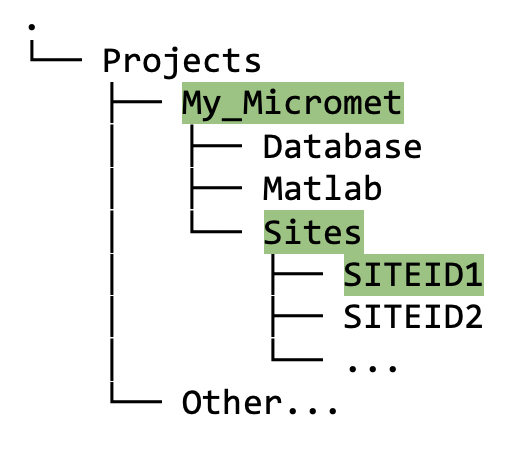 .
└── Projects
    ├── My_Micromet
    │   ├── Database
    │   ├── Matlab
    │   └── Sites
    │       ├── SITEID1
    │       ├── SITEID2
    │       └── ...
    └── Other...